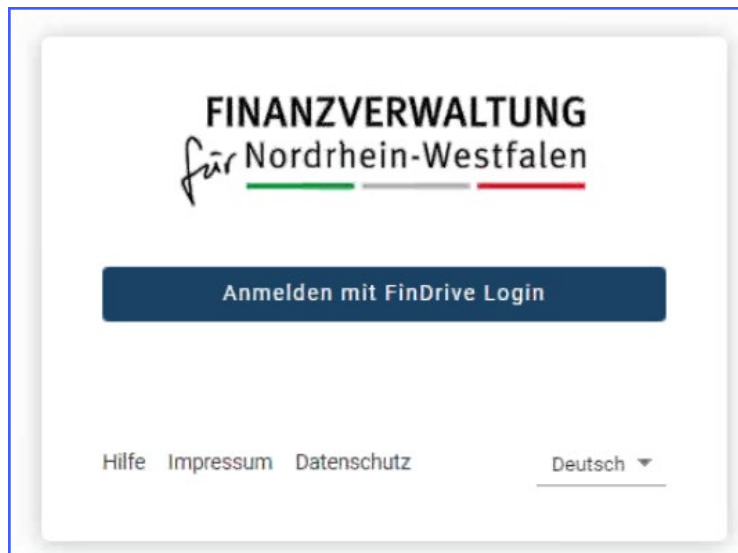 FINANZVERWALTUNG
für Nordrhein-Westfalen
Anmelden mit FinDrive Login
Hilfe Impressum Datenschutz Deutsch